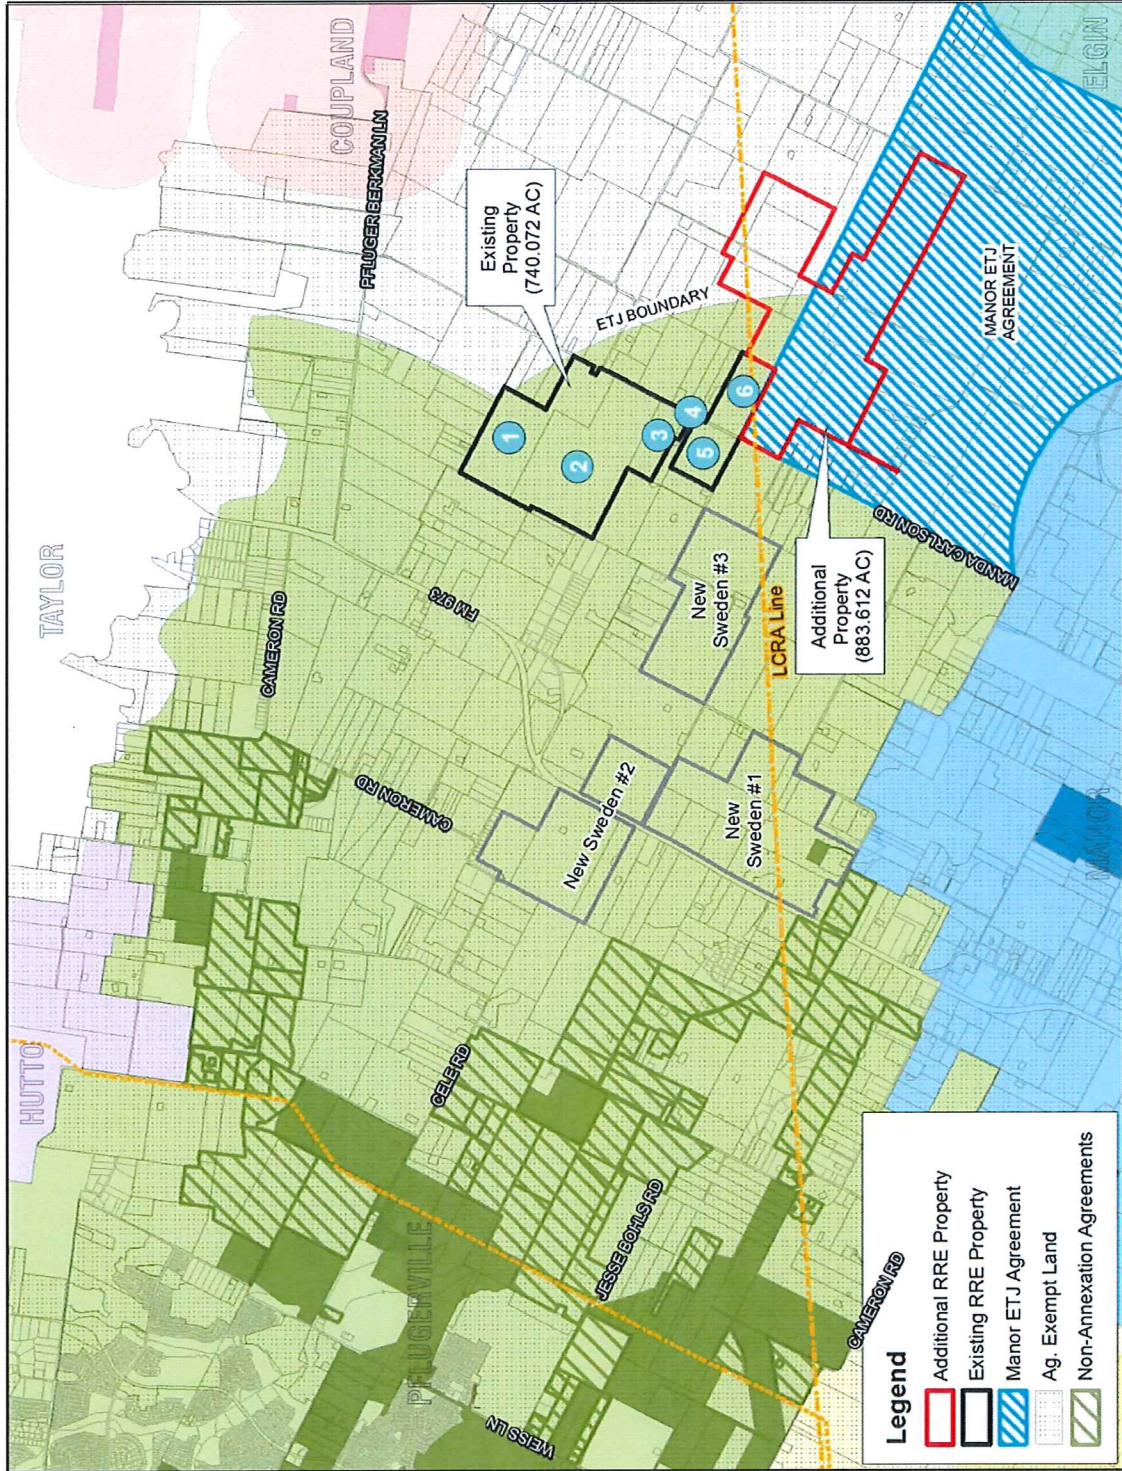 TAYLOR
COUPLAND
PFLUGER BERKMAN LN
CAMERON RD
HUTTO
FM 973
CAMERON RD
Existing
Property
(740.072 AC)
ETJ BOUNDARY
1
2
3
4
5
6
New
Sweden #3
New Sweden #2
New
Sweden #1
LCRA Line
Additional
Property
(883.612 AC)
MANOR ETJ
AGREEMENT
MANDA CARLSON RD
ELGIN
MANOR
CELE RD
PFLUGERVILLE
JESSE BOHLS RD
WEISS LN
CAMERON RD
Legend
Additional RRE Property
Existing RRE Property
Manor ETJ Agreement
Ag. Exempt Land
Non-Annexation Agreements